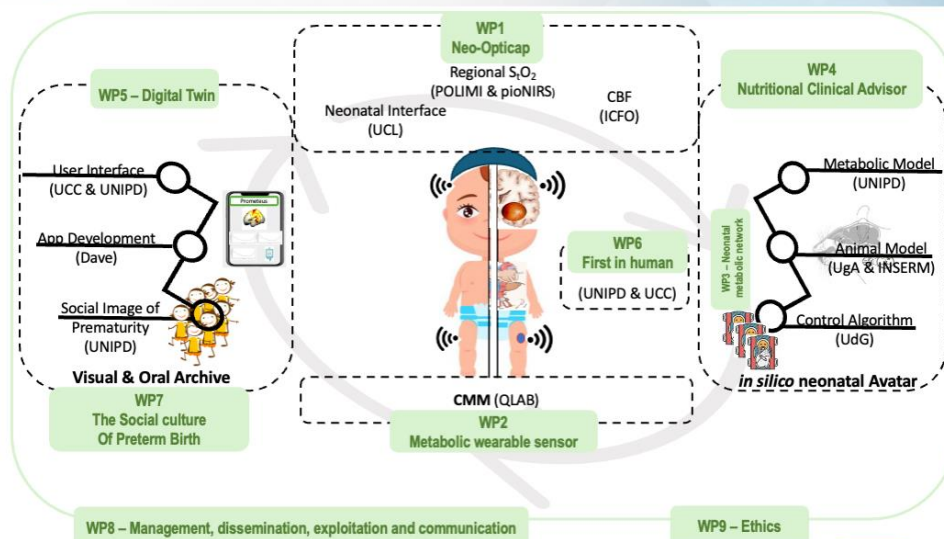 WP1
Neo-Opticap
Regional StO2
(POLIMI & pioNIRS)
Neonatal Interface
(UCL)
CBF
(ICFO)
WP5 – Digital Twin
User Interface
(UCC & UNIPD)
App Development
(Dave)
Social Image of
Prematurity
(UNIPD)
Visual & Oral Archive
WP7
The Social culture
Of Preterm Birth
Prometeus
WP6
First in human
(UNIPD & UCC)
CMM (QLAB)
WP2
Metabolic wearable sensor
WP4
Nutritional Clinical Advisor
Metabolic Model
(UNIPD)
WP3 – Neonatal
metabolic network
Animal Model
(UgA & INSERM)
Control Algorithm
(UdG)
in silico neonatal Avatar
WP8 – Management, dissemination, exploitation and communication
WP9 – Ethics